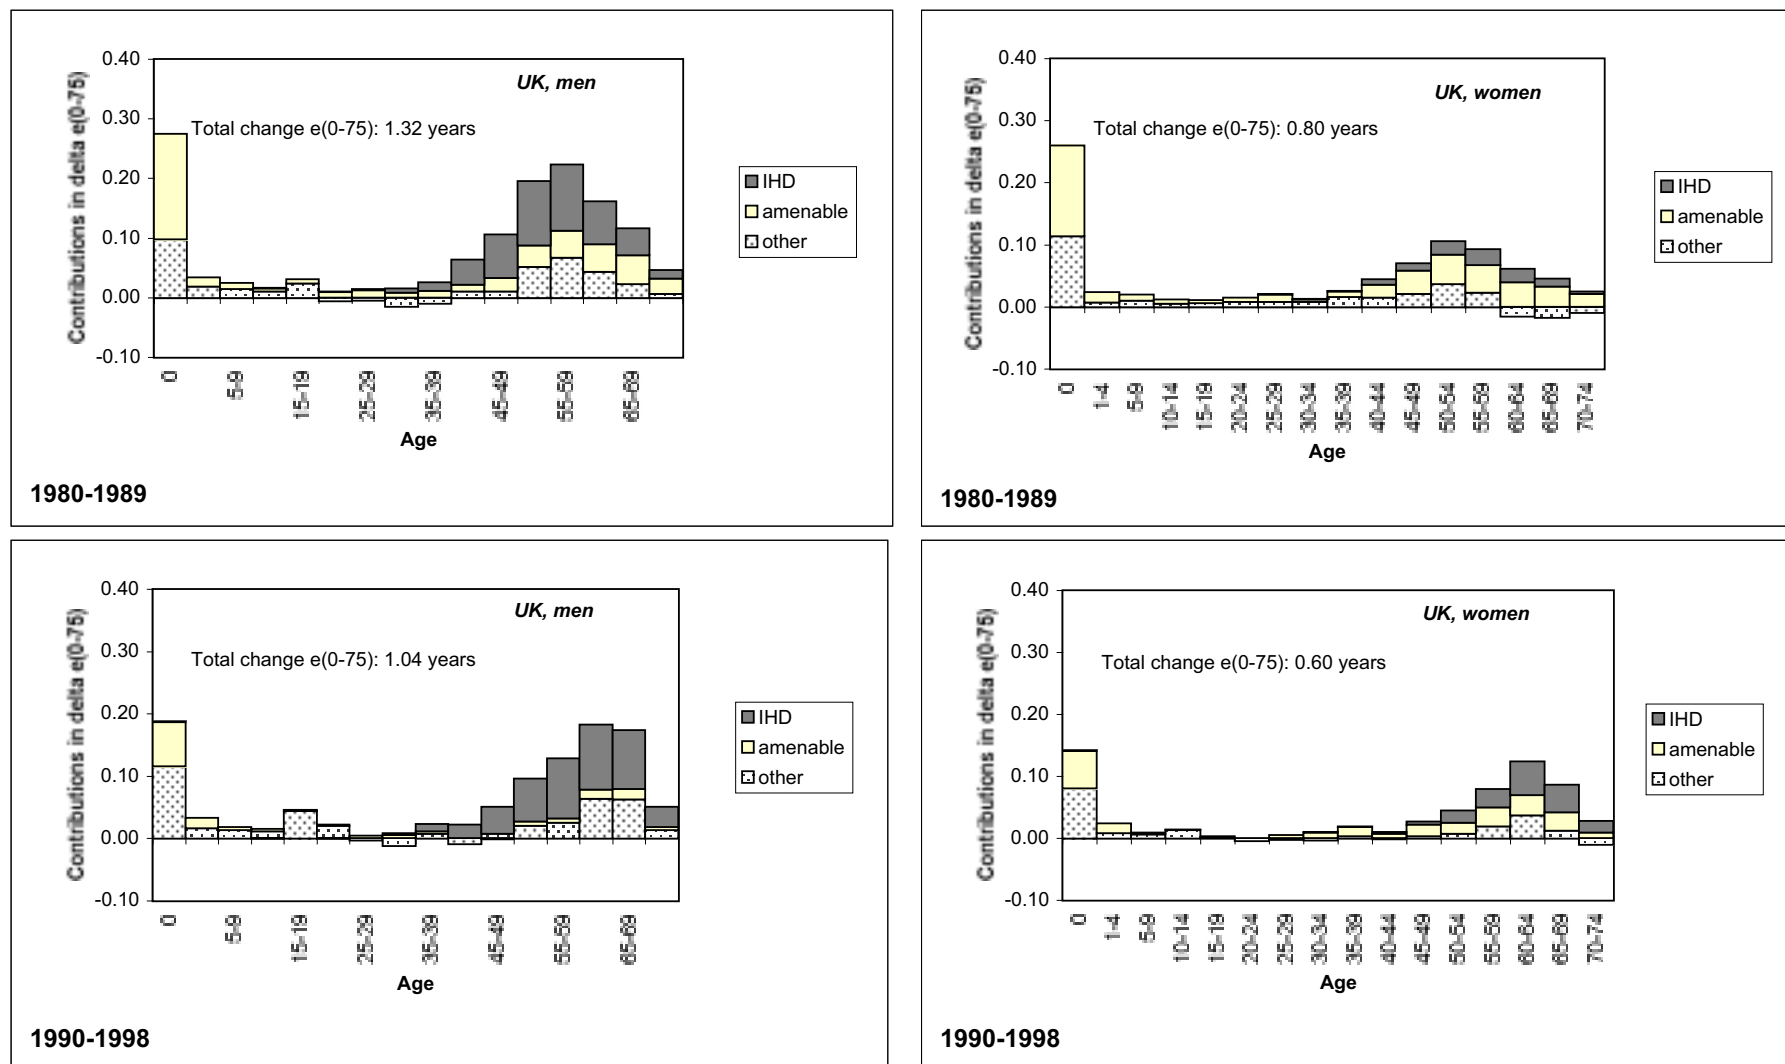 0.40
0.30
0.20
0.10
0.00
-0.10
Contributions in delta e(0-75)
UK, men
Total change e(0-75): 1.32 years
IHD
amenable
other
0
5-9
15-19
25-29
35-39
45-49
55-59
65-69
Age
1980-1989
0.40
0.30
0.20
0.10
0.00
-0.10
Contributions in delta e(0-75)
UK, women
Total change e(0-75): 0.80 years
IHD
amenable
other
0
1-4
5-9
10-14
15-19
20-24
25-29
30-34
35-39
40-44
45-49
50-54
55-59
60-64
65-69
70-74
Age
1980-1989
0.40
0.30
0.20
0.10
0.00
-0.10
Contributions in delta e(0-75)
UK, men
Total change e(0-75): 1.04 years
IHD
amenable
other
0
5-9
15-19
25-29
35-39
45-49
55-59
65-69
Age
1990-1998
0.40
0.30
0.20
0.10
0.00
-0.10
Contributions in delta e(0-75)
UK, women
Total change e(0-75): 0.60 years
IHD
amenable
other
0
1-4
5-9
10-14
15-19
20-24
25-29
30-34
35-39
40-44
45-49
50-54
55-59
60-64
65-69
70-74
Age
1990-1998